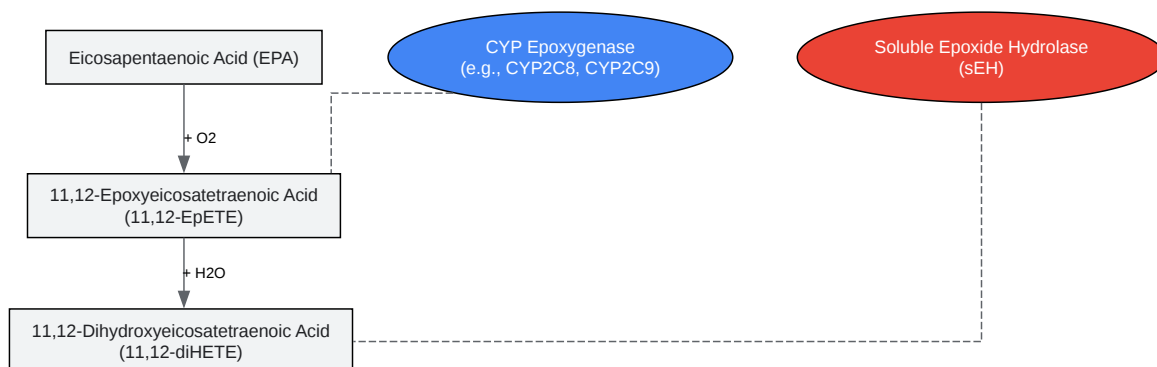 Eicosapentaenoic Acid (EPA)
CYP Epoxygenase
(e.g., CYP2C8, CYP2C9)
Soluble Epoxide Hydrolase
(sEH)
+ O2
11,12-Epoxyeicosatetraenoic Acid
(11,12-EpETE)
+ H2O
11,12-Dihydroxyeicosatetraenoic Acid
(11,12-diHETE)